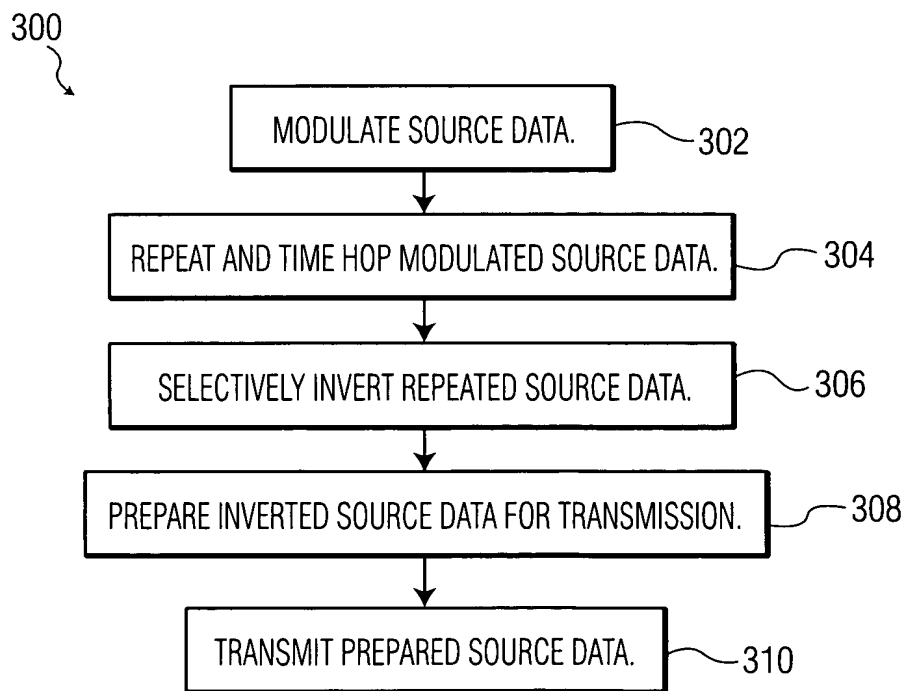 300
MODULATE SOURCE DATA.
302
REPEAT AND TIME HOP MODULATED SOURCE DATA.
304
SELECTIVELY INVERT REPEATED SOURCE DATA.
306
PREPARE INVERTED SOURCE DATA FOR TRANSMISSION.
308
TRANSMIT PREPARED SOURCE DATA.
310